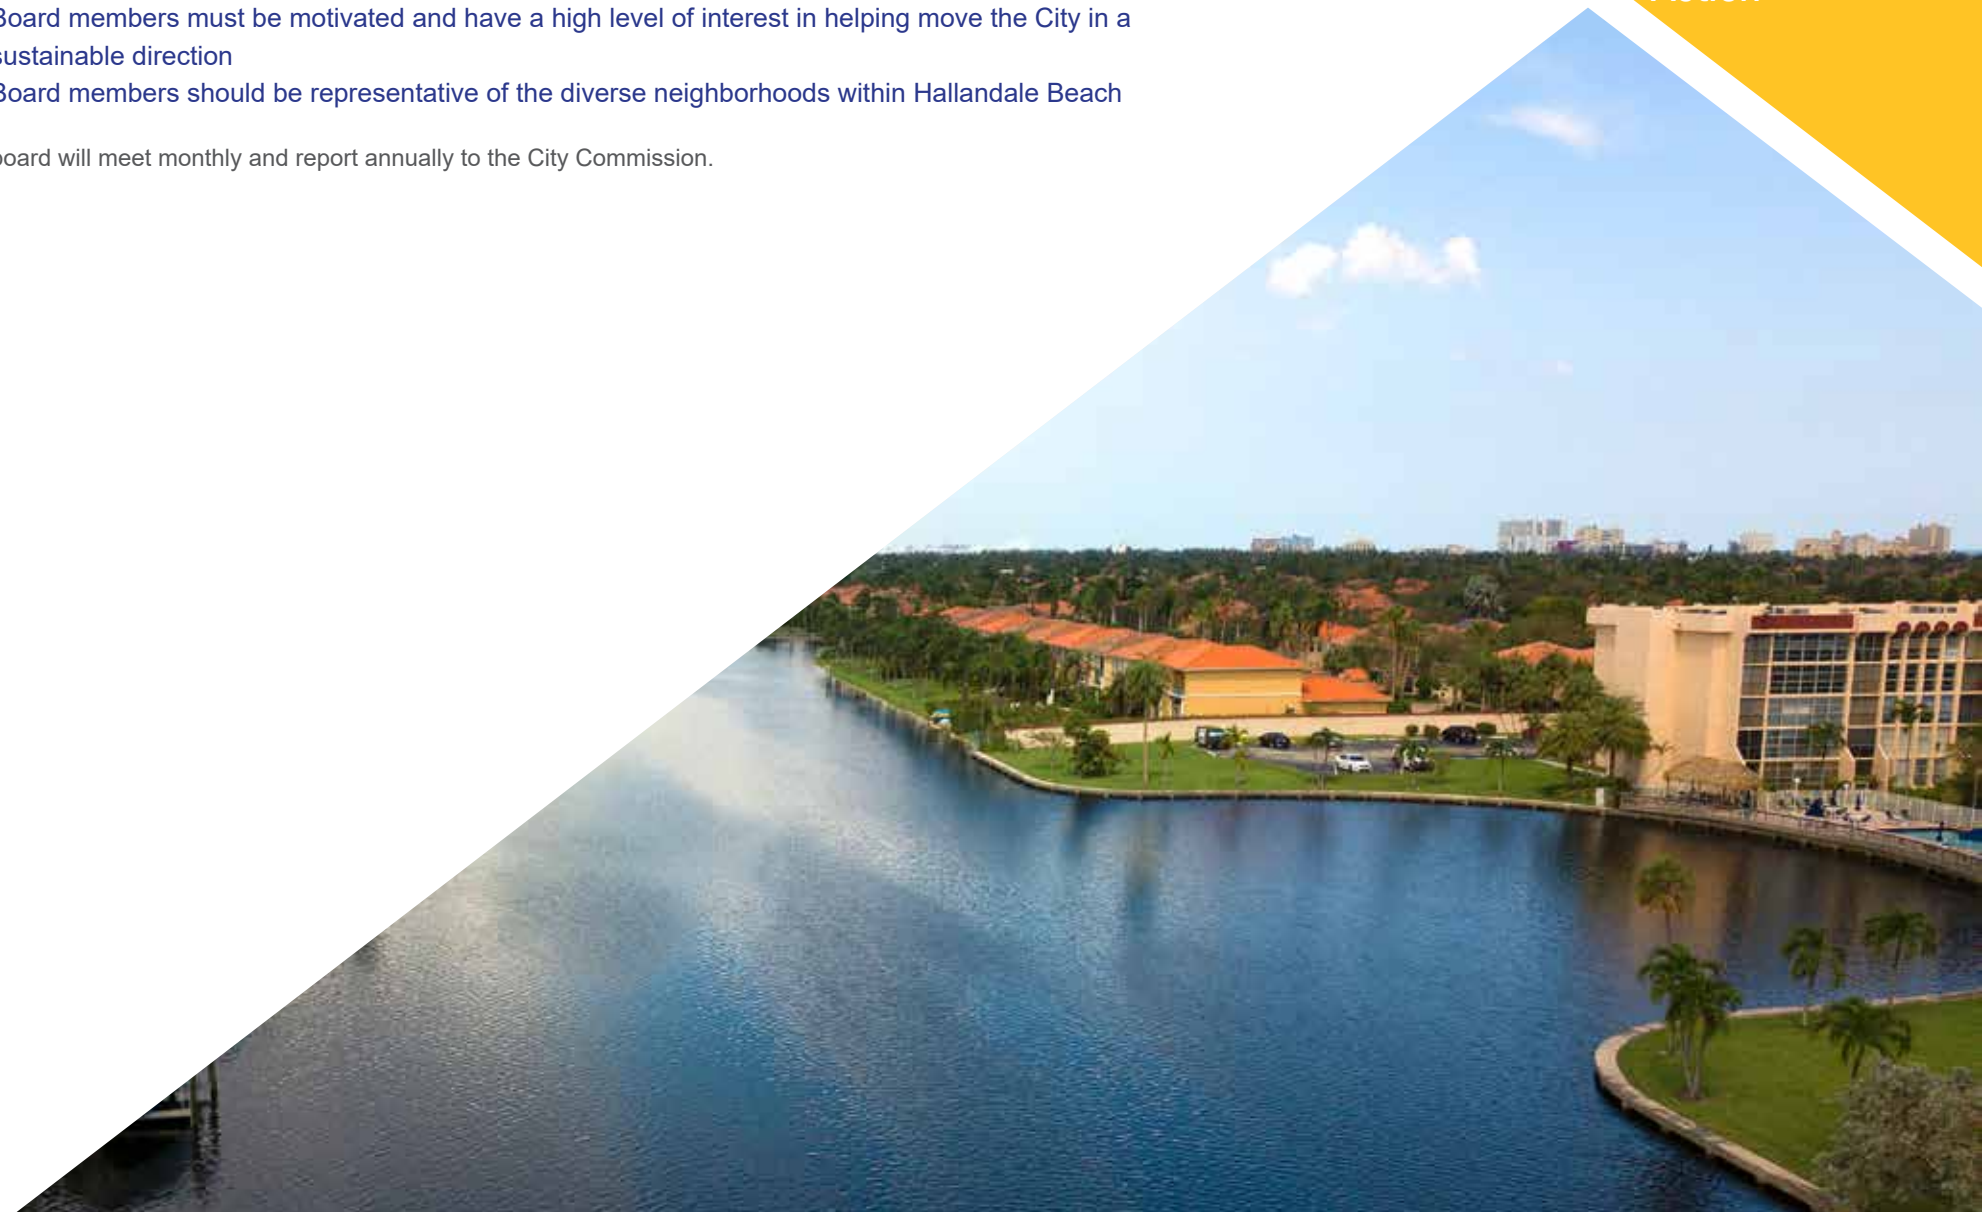 Board members must be motivated and have a high level of interest in helping move the City in a
sustainable direction
Board members should be representative of the diverse neighborhoods within Hallandale Beach
board will meet monthly and report annually to the City Commission.